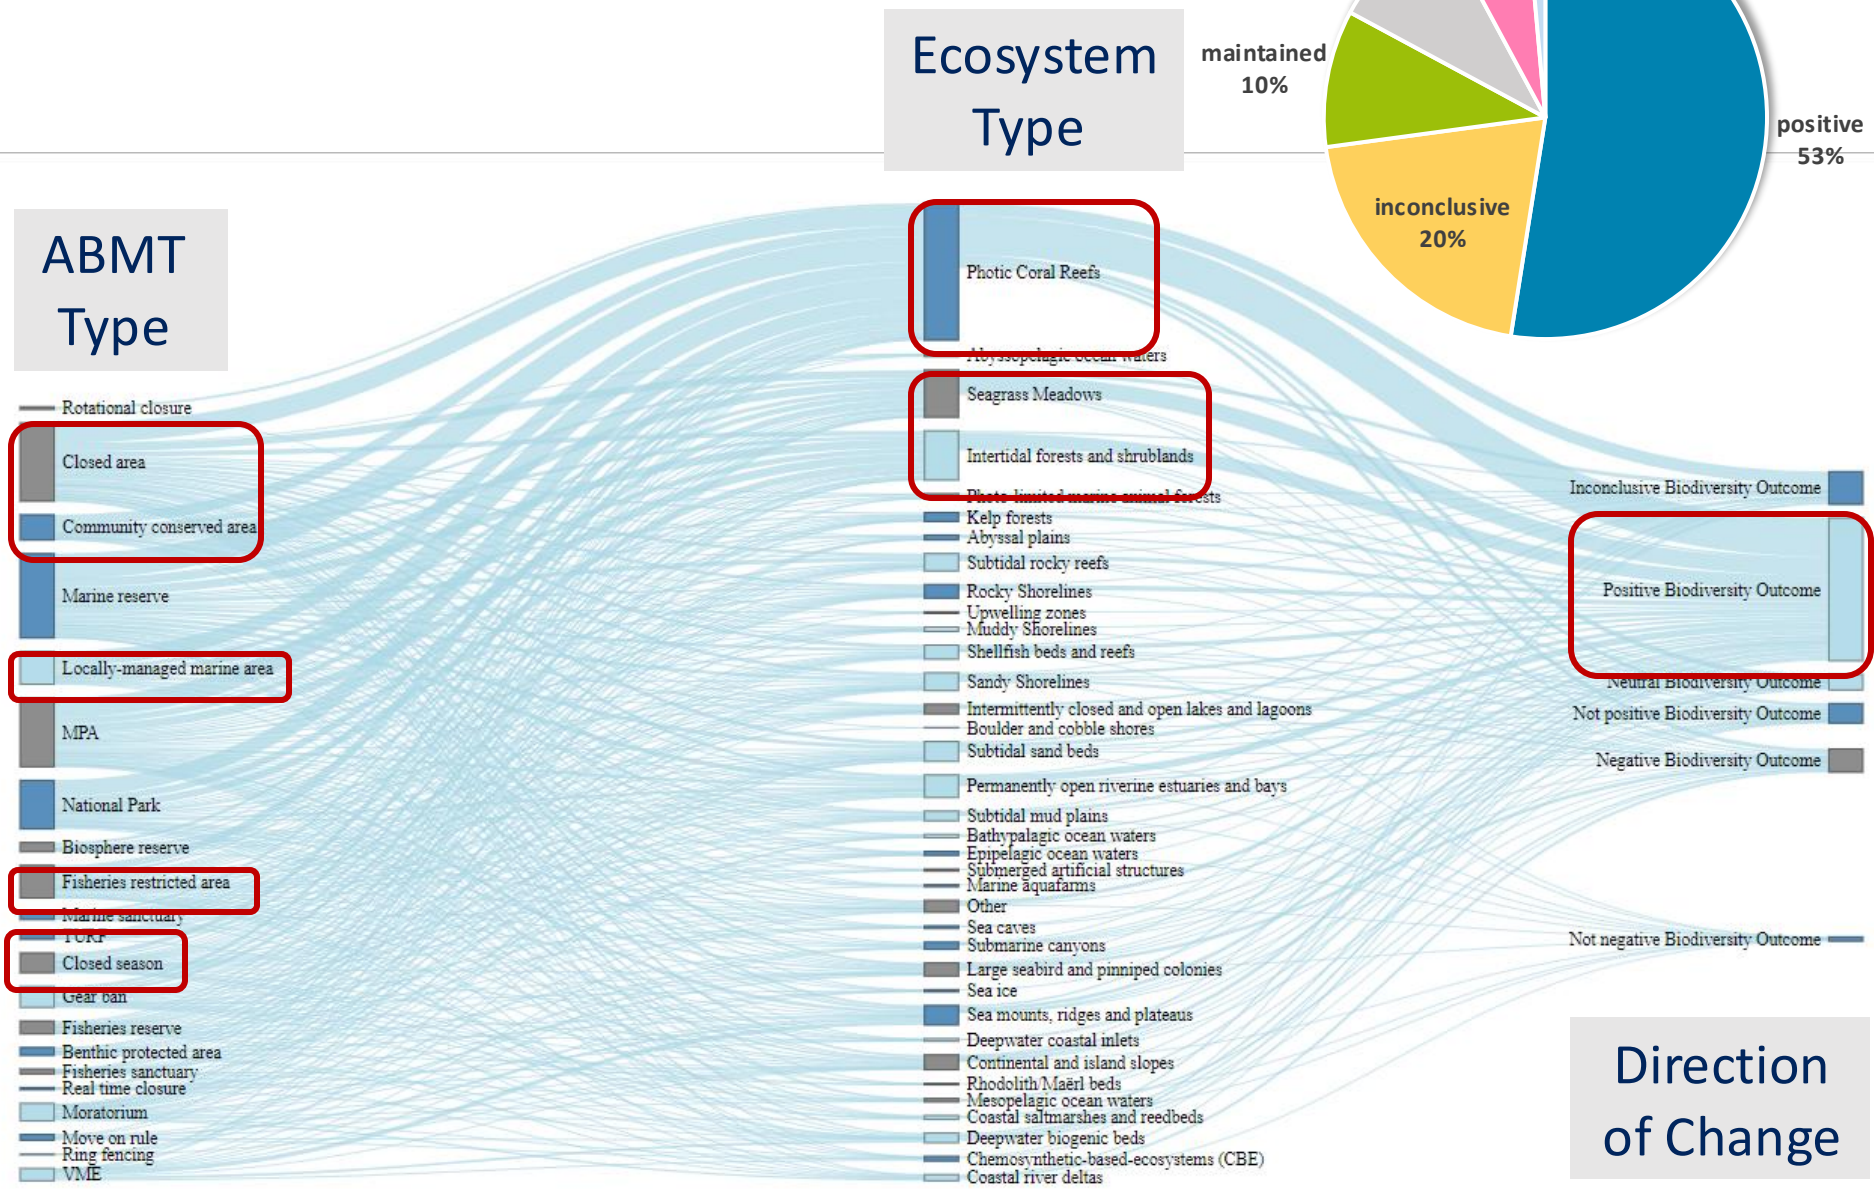 Ecosystem
Type
maintained
10%
positive
53%
inconclusive
20%
ABMT
Type
Rotational closure
Closed area
Community conserved area
Marine reserve
Locally-managed marine area
MPA
National Park
Biosphere reserve
Fisheries restricted area
Marine sanctuary
TURF
Closed season
Gear ban
Fisheries reserve
Benthic protected area
Fisheries sanctuary
Real time closure
Moratorium
Move on rule
Ring fencing
VME
Photic Coral Reefs
Abyssopelagic ocean waters
Seagrass Meadows
Intertidal forests and shrublands
Photo-limited marine animal forests
Kelp forests
Abyssal plains
Subtidal rocky reefs
Rocky Shorelines
Upwelling zones
Muddy Shorelines
Shellfish beds and reefs
Sandy Shorelines
Intermittently closed and open lakes and lagoons
Boulder and cobble shores
Subtidal sand beds
Permanently open riverine estuaries and bays
Subtidal mud plains
Bathypalagic ocean waters
Epipelagic ocean waters
Submerged artificial structures
Marine aquafarms
Other
Sea caves
Submarine canyons
Large seabird and pinniped colonies
Sea ice
Sea mounts, ridges and plateaus
Deepwater coastal inlets
Continental and island slopes
Rhodolith/Maërl beds
Mesopelagic ocean waters
Coastal saltmarshes and reedbeds
Deepwater biogenic beds
Chemosynthetic-based-ecosystems (CBE)
Coastal river deltas
Inconclusive Biodiversity Outcome
Positive Biodiversity Outcome
Neutral Biodiversity Outcome
Not positive Biodiversity Outcome
Negative Biodiversity Outcome
Not negative Biodiversity Outcome
Direction
of Change